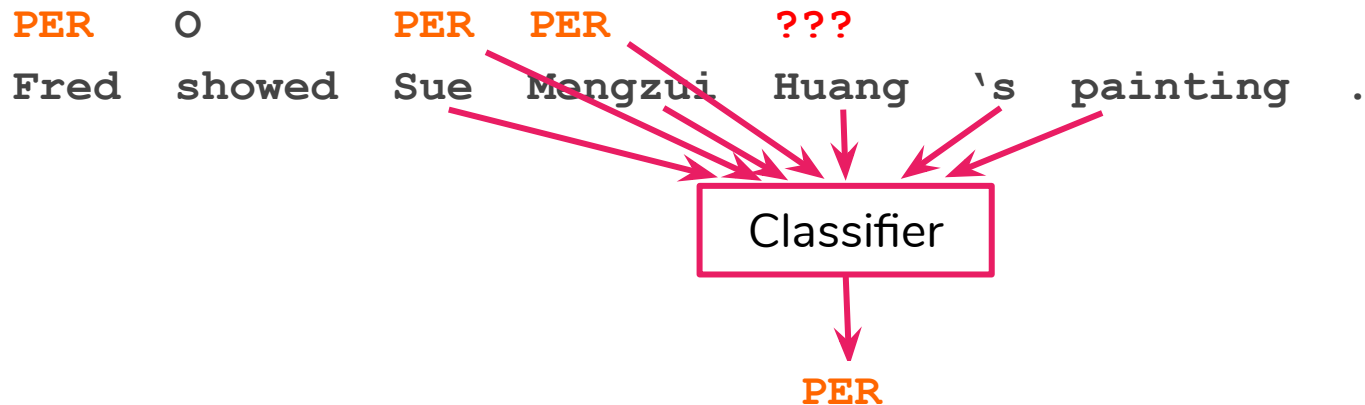 PER O PER PER ???
Fred showed Sue Mengzui Huang ‘s painting .
Classifier
PER